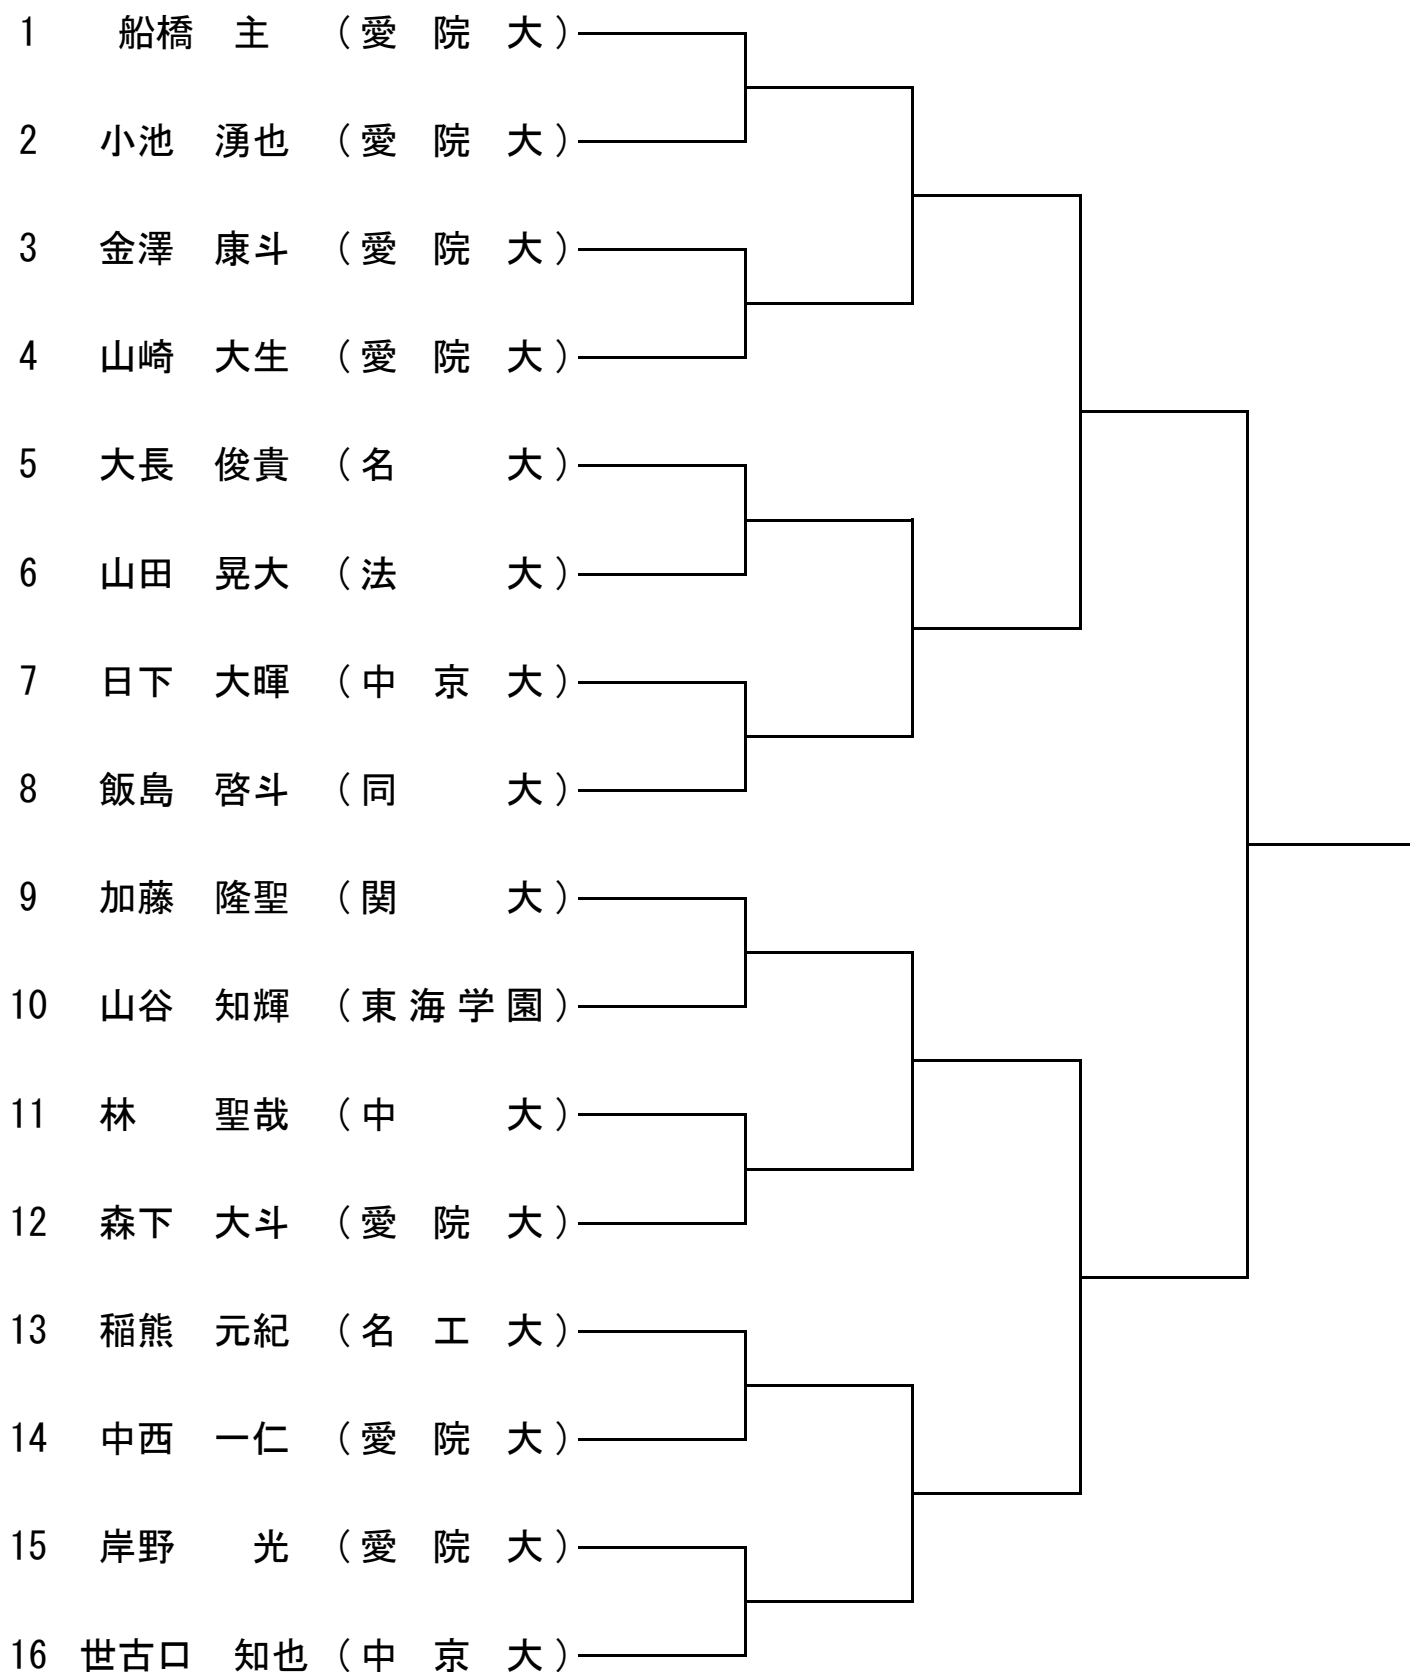 1 船橋 主 （愛 院 大）
2 小池 湧也 （愛 院 大）
3 金澤 康斗 （愛 院 大）
4 山崎 大生 （愛 院 大）
5 大長 俊貴 （名 大）
6 山田 晃大 （法 大）
7 日下 大暉 （中 京 大）
8 飯島 啓斗 （同 大）
9 加藤 隆聖 （関 大）
10 山谷 知輝 （東海学園）
11 林 聖哉 （中 大）
12 森下 大斗 （愛 院 大）
13 稲熊 元紀 （名 工 大）
14 中西 一仁 （愛 院 大）
15 岸野 光 （愛 院 大）
16 世古口 知也 （中 京 大）